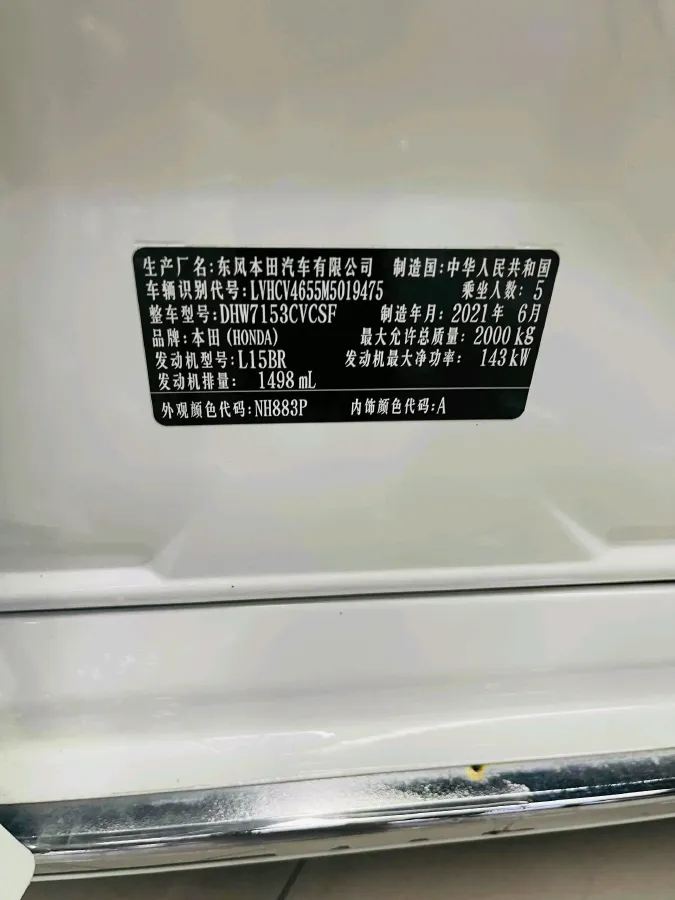 生产厂名:东风本田汽车有限公司 制造国:中华人民共和国
车辆识别代号:LVHCV4655M5019475 乘坐人数:5
整车型号:DHW7153CVCSF 制造年月:2021年 6月
品牌:本田(HONDA) 最大允许总质量:2000kg
发动机型号:L15BR 发动机最大净功率: 143kW
发动机排量: 1498mL
外观颜色代码:NH883P 内饰颜色代码:A